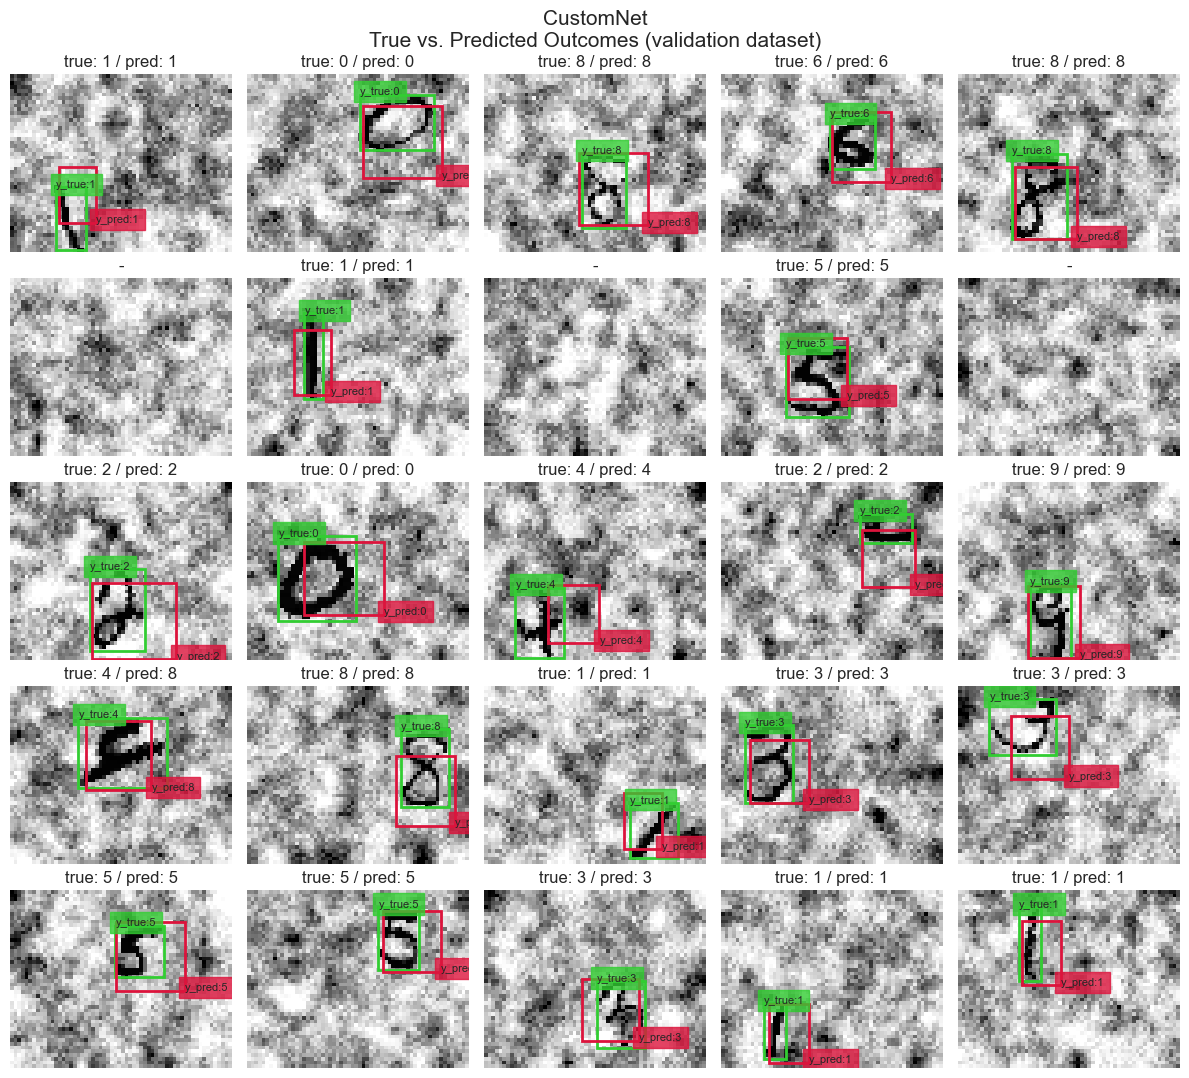 CustomNet
True vs. Predicted Outcomes (validation dataset)
true: 1 / pred: 1
true: 0 / pred: 0
true: 8 / pred: 8
true: 6 / pred: 6
true: 8 / pred: 8
y_true:1
y_pred:1
y_true:0
y_pre
y_true:8
y_pred:8
y_true:6
y_pred:6
y_true:8
y_pred:8
-
true: 1 / pred: 1
-
true: 5 / pred: 5
-
y_true:1
y_pred:1
y_true:5
y_pred:5
true: 2 / pred: 2
true: 0 / pred: 0
true: 4 / pred: 4
true: 2 / pred: 2
true: 9 / pred: 9
y_true:2
y_pred:2
y_true:0
y_pred:0
y_true:4
y_pred:4
y_true:2
y_pre
y_true:9
y_pred:9
true: 4 / pred: 8
true: 8 / pred: 8
true: 1 / pred: 1
true: 3 / pred: 3
true: 3 / pred: 3
y_true:4
y_pred:8
y_true:8
y_p
y_true:1
y_pred:1
y_true:3
y_pred:3
y_true:3
y_pred:3
true: 5 / pred: 5
true: 5 / pred: 5
true: 3 / pred: 3
true: 1 / pred: 1
true: 1 / pred: 1
y_true:5
y_pred:5
y_true:5
y_pre
y_true:3
y_pred:3
y_true:1
y_pred:1
y_true:1
y_pred:1